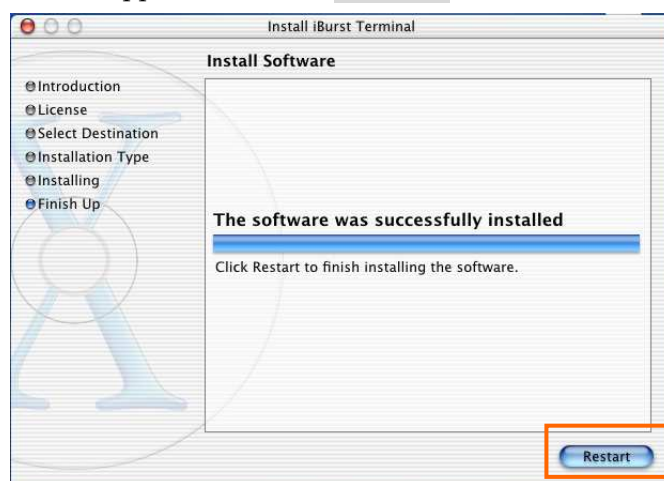 Install iBurst Terminal
Install Software
Introduction
License
Select Destination
Installation Type
Installing
Finish Up
The software was successfully installed
Click Restart to finish installing the software.
Restart